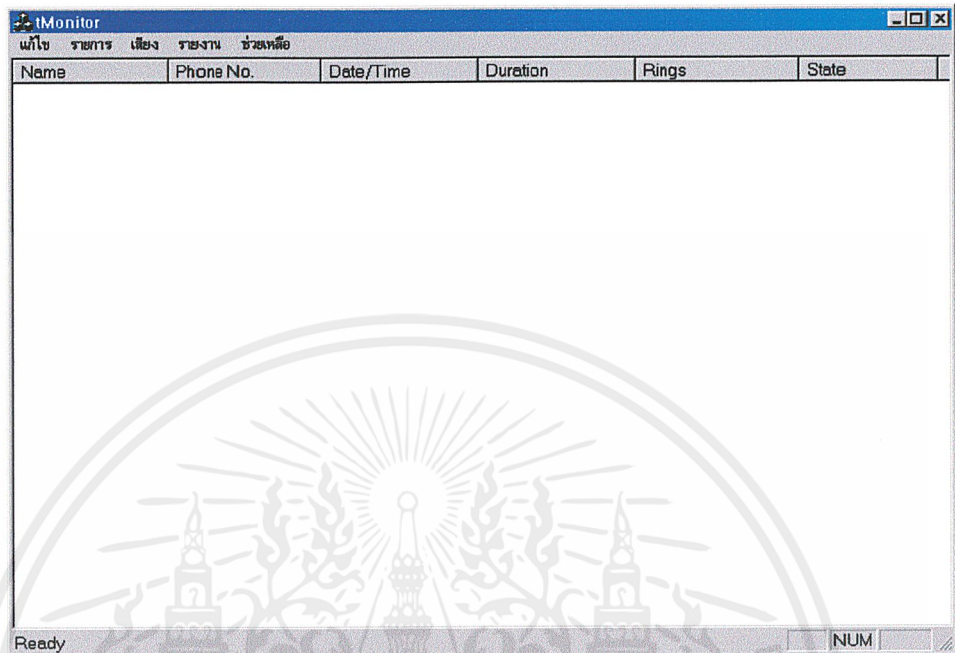 tMonitor
แก้ไข รายการ เสียง รายงาน ช่วยเหลือ
Name Phone No. Date/Time Duration Rings State
Ready NUM